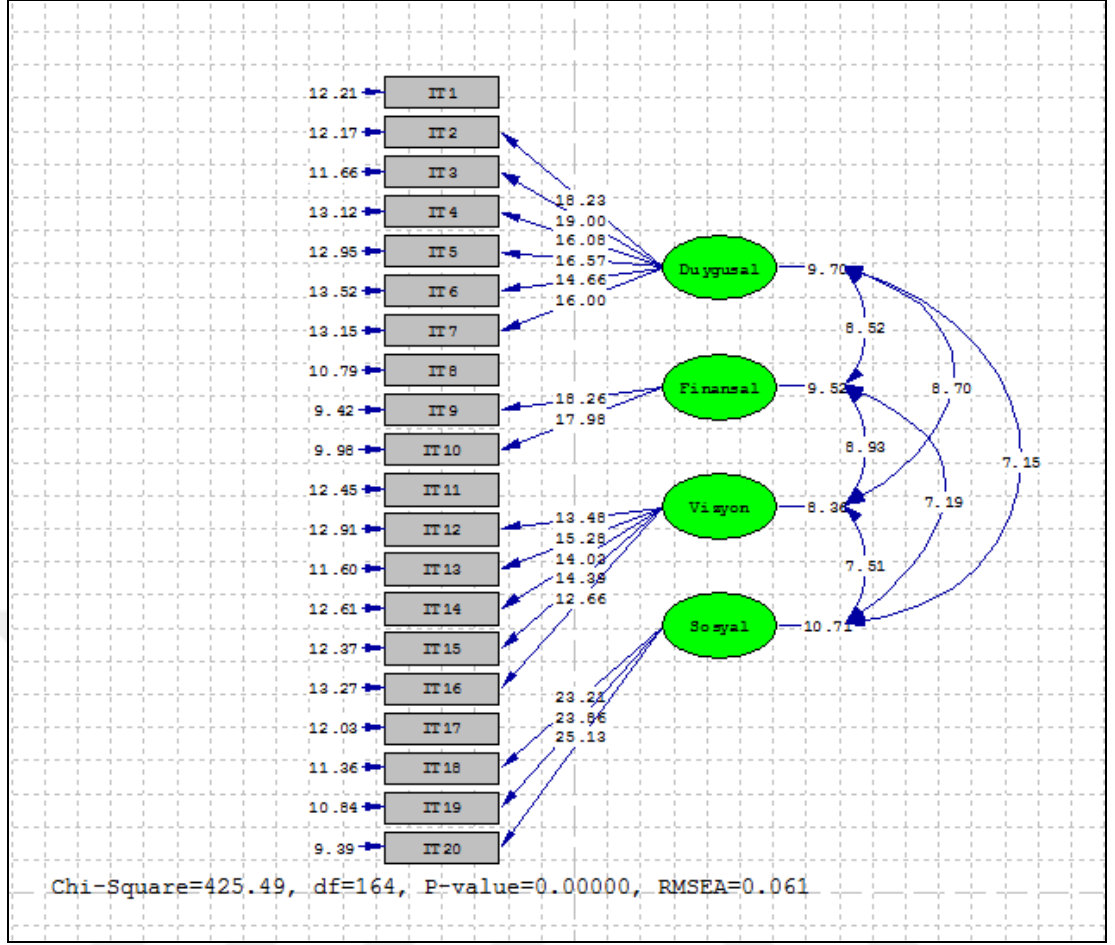 12.21 IT1
12.17 IT2
11.66 IT3
13.12 IT4
12.95 IT5
13.52 IT6
13.15 IT7
10.79 IT8
9.42 IT9
9.98 IT10
12.45 IT11
12.91 IT12
11.60 IT13
12.61 IT14
12.37 IT15
13.27 IT16
12.03 IT17
11.36 IT18
10.84 IT19
9.39 IT20
18.23
19.00
16.08
16.57
14.66
16.00
18.26
17.98
13.48
15.28
14.03
14.39
12.66
23.21
23.86
25.13
Duygusal 9.70
Finansal 9.52
Visyon 8.36
Sosyal 10.71
8.52
8.70
8.93
7.15
7.19
7.51
Chi-Square=425.49, df=164, P-value=0.00000, RMSEA=0.061